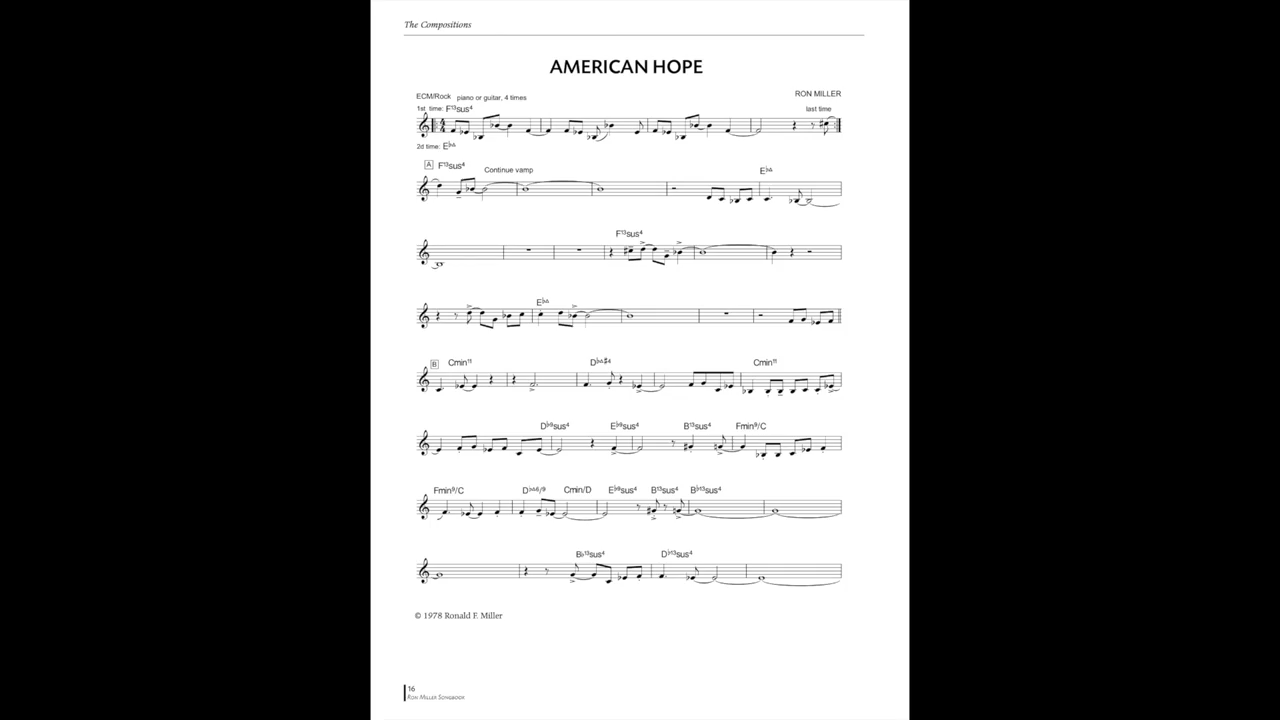 The Compositions
AMERICAN HOPE
ECM/Rock piano or guitar, 4 times RON MILLER
1st time: F13sus4 last time
2d time: E♭∆
A F13sus4 Continue vamp E♭∆
F13sus4
E♭∆
B Cmin11 D♭∆#4 Cmin11
D♭9sus4 E♭9sus4 B13sus4 Fmin9/C
Fmin9/C D♭∆6/9 Cmin/D E♭9sus4 B13sus4 B♭13sus4
B♭13sus4 D♭13sus4
© 1978 Ronald F. Miller
16
RON MILLER SONGBOOK